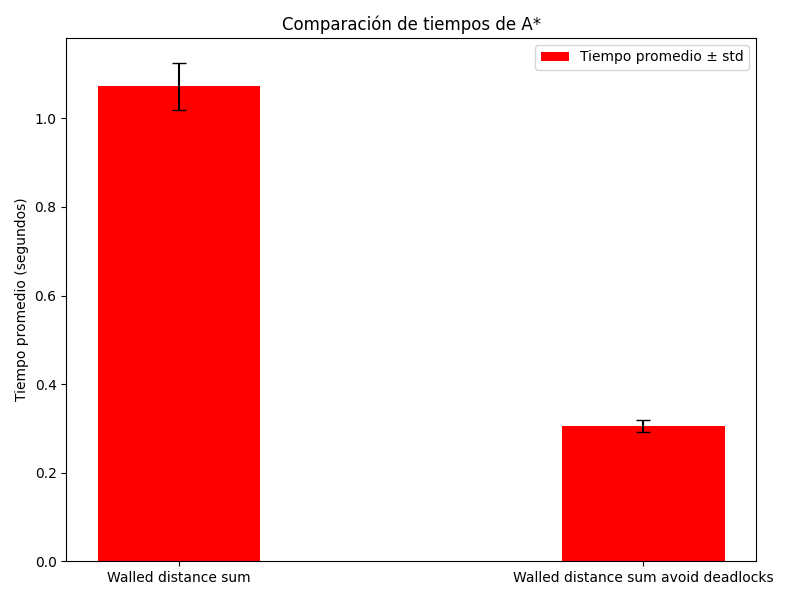 Comparación de tiempos de A*
Tiempo promedio ± std
Tiempo promedio (segundos)
1.0
0.8
0.6
0.4
0.2
0.0
Walled distance sum
Walled distance sum avoid deadlocks